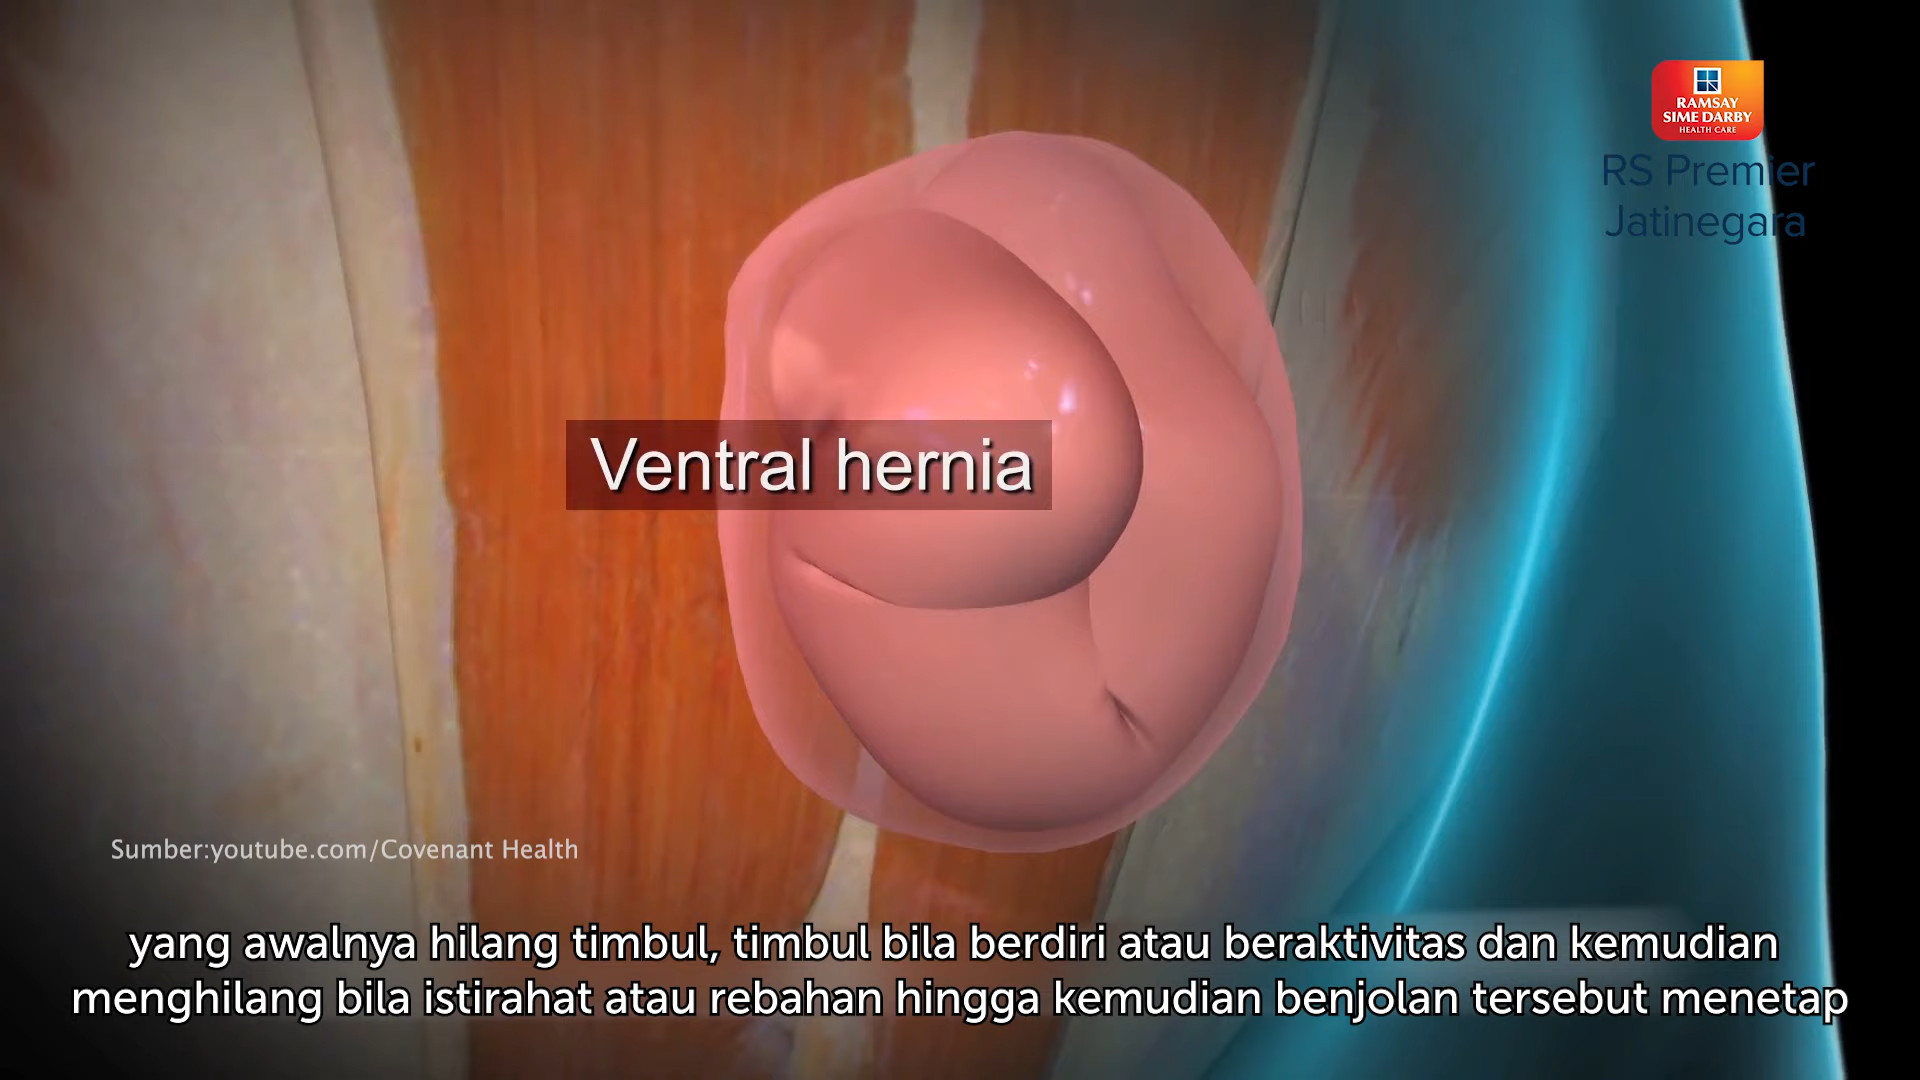 RAMSAY
SIME DARBY
HEALTH CARE
RS Premier
Jatinegara
Ventral hernia
Sumber:youtube.com/Covenant Health
yang awalnya hilang timbul, timbul bila berdiri atau beraktivitas dan kemudian
menghilang bila istirahat atau rebahan hingga kemudian benjolan tersebut menetap